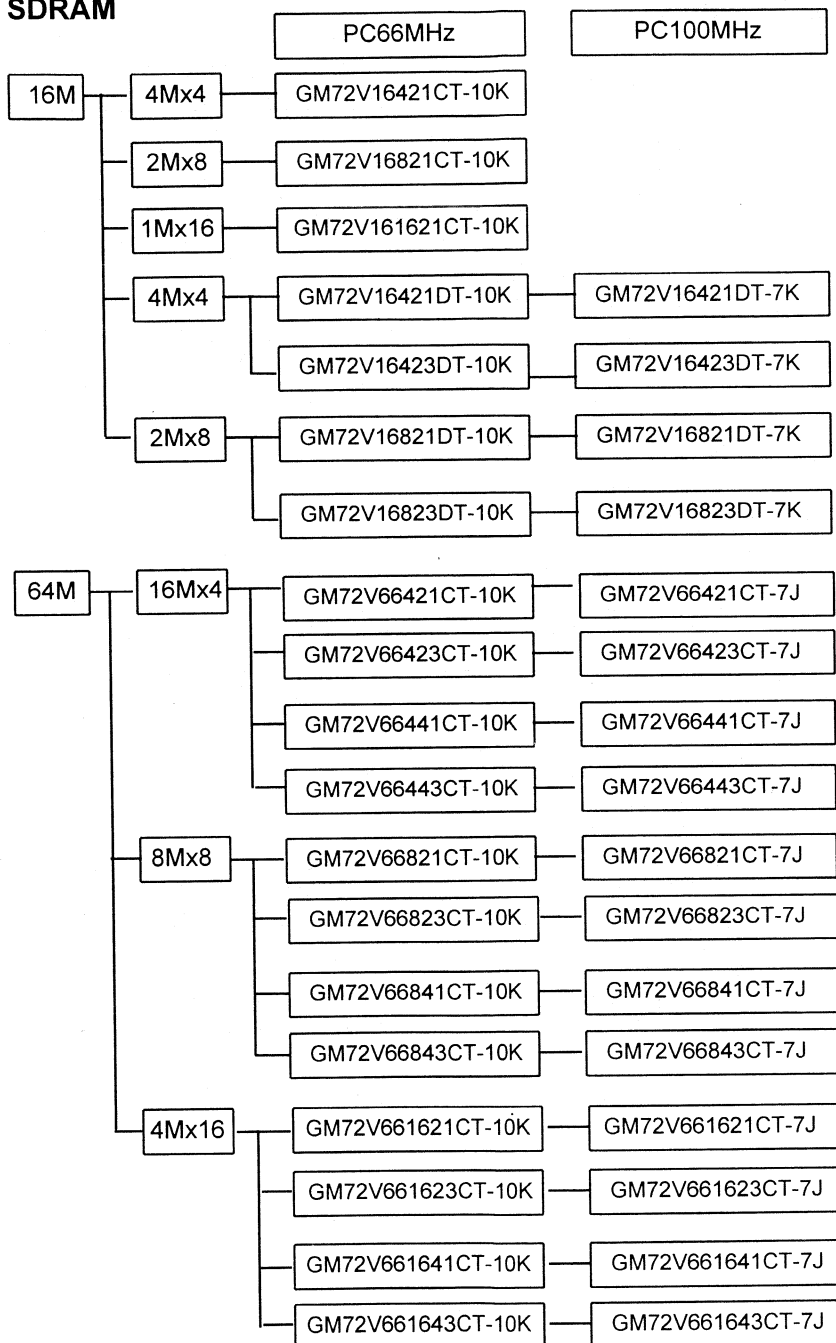 SDRAM
PC66MHz PC100MHz
16M 4Mx4 GM72V16421CT-10K
2Mx8 GM72V16821CT-10K
1Mx16 GM72V161621CT-10K
4Mx4 GM72V16421DT-10K GM72V16421DT-7K
GM72V16423DT-10K GM72V16423DT-7K
2Mx8 GM72V16821DT-10K GM72V16821DT-7K
GM72V16823DT-10K GM72V16823DT-7K
64M 16Mx4 GM72V66421CT-10K GM72V66421CT-7J
GM72V66423CT-10K GM72V66423CT-7J
GM72V66441CT-10K GM72V66441CT-7J
GM72V66443CT-10K GM72V66443CT-7J
8Mx8 GM72V66821CT-10K GM72V66821CT-7J
GM72V66823CT-10K GM72V66823CT-7J
GM72V66841CT-10K GM72V66841CT-7J
GM72V66843CT-10K GM72V66843CT-7J
4Mx16 GM72V661621CT-10K GM72V661621CT-7J
GM72V661623CT-10K GM72V661623CT-7J
GM72V661641CT-10K GM72V661641CT-7J
GM72V661643CT-10K GM72V661643CT-7J